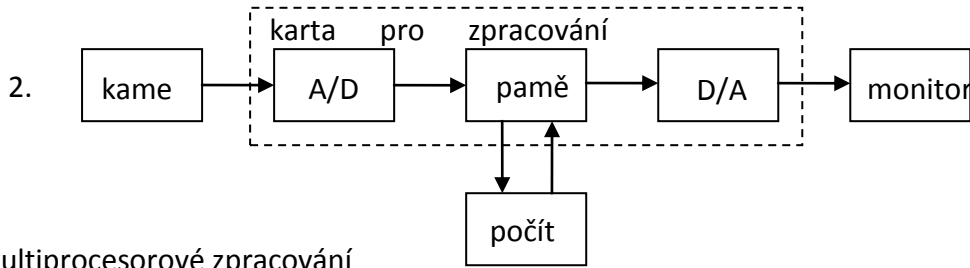 karta pro zpracování
2. kame A/D pamě D/A monitor
počít
ultiprocesorové zpracování